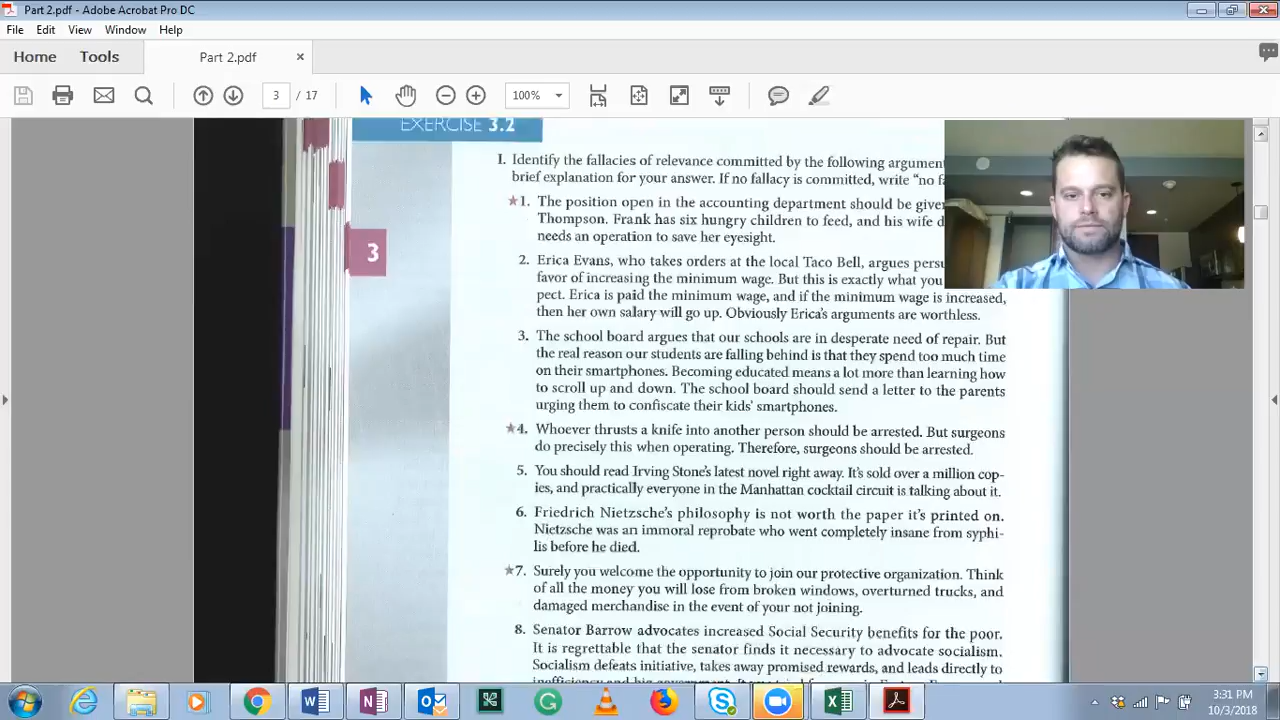 Part 2.pdf - Adobe Acrobat Pro DC
File Edit View Window Help
Home Tools Part 2.pdf ×
3 / 17 100%
EXERCISE 3.2
I. Identify the fallacies of relevance committed by the following argument
brief explanation for your answer. If no fallacy is committed, write “no fa
★1. The position open in the accounting department should be give
Thompson. Frank has six hungry children to feed, and his wife d
needs an operation to save her eyesight.
2. Erica Evans, who takes orders at the local Taco Bell, argues persu
favor of increasing the minimum wage. But this is exactly what you
pect. Erica is paid the minimum wage, and if the minimum wage is increased,
then her own salary will go up. Obviously Erica’s arguments are worthless.
3
3. The school board argues that our schools are in desperate need of repair. But
the real reason our students are falling behind is that they spend too much time
on their smartphones. Becoming educated means a lot more than learning how
to scroll up and down. The school board should send a letter to the parents
urging them to confiscate their kids’ smartphones.
★4. Whoever thrusts a knife into another person should be arrested. But surgeons
do precisely this when operating. Therefore, surgeons should be arrested.
5. You should read Irving Stone’s latest novel right away. It’s sold over a million cop-
ies, and practically everyone in the Manhattan cocktail circuit is talking about it.
6. Friedrich Nietzsche’s philosophy is not worth the paper it’s printed on.
Nietzsche was an immoral reprobate who went completely insane from syphi-
lis before he died.
★7. Surely you welcome the opportunity to join our protective organization. Think
of all the money you will lose from broken windows, overturned trucks, and
damaged merchandise in the event of your not joining.
8. Senator Barrow advocates increased Social Security benefits for the poor.
It is regrettable that the senator finds it necessary to advocate socialism.
Socialism defeats initiative, takes away promised rewards, and leads directly to
3:31 PM
10/3/2018